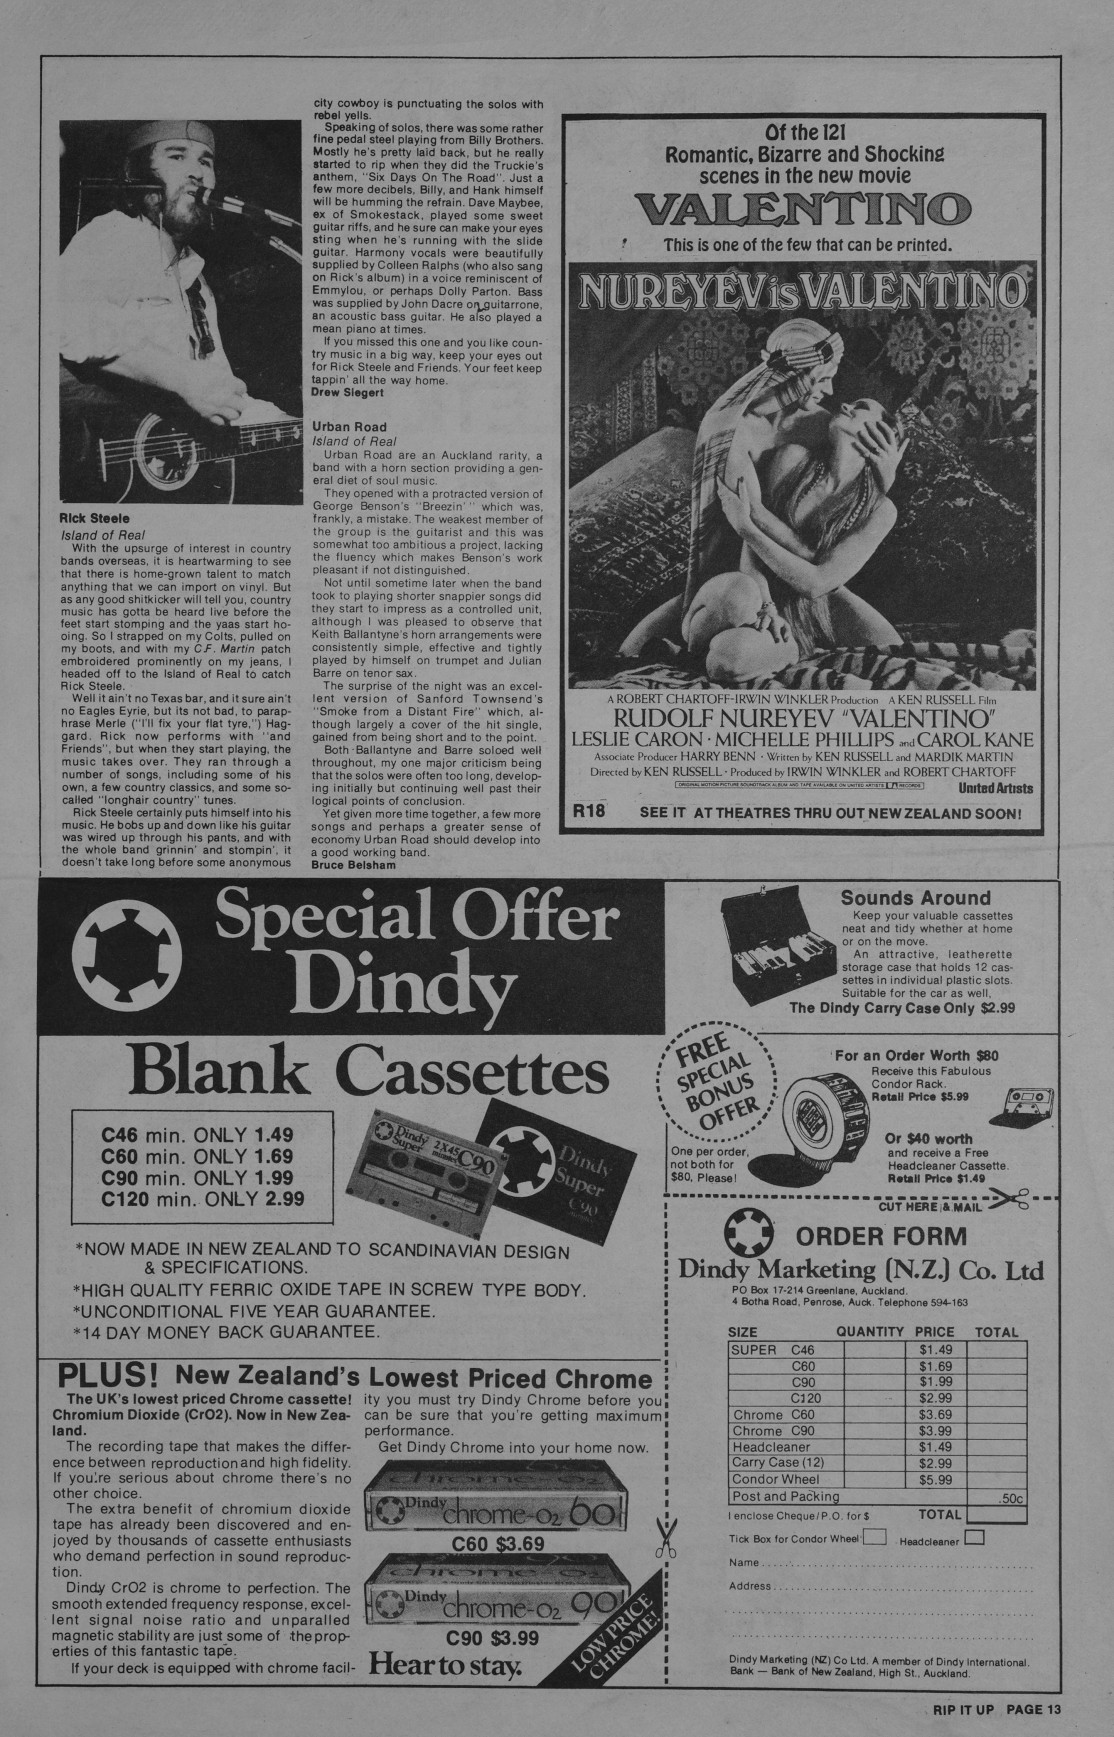 Rick Steele
Island of Real
With the upsurge of interest in country
bands overseas, it is heartwarming to see
that there is home-grown talent to match
anything that we can import on vinyl. But
as any good shitkicker will tell you, country
music has gotta be heard live before the
feet start stomping and the yaas start ho-
oing. So I strapped on my Colts, pulled on
my boots, and with my C.F. Martin patch
embroidered prominently on my jeans, I
headed off to the Island of Real to catch
Rick Steele.
Well it ain't no Texas bar, and it sure ain't
no Eagles Eyrie, but its not bad, to parap-
hrase Merle ("I'll fix your flat tyre,") Hag-
gard. Rick now performs with "and
Friends", but when they start playing, the
music takes over. They ran through a
number of songs, including some of his
own, a few country classics, and some so-
called "longhair country" tunes.
Rick Steele certainly puts himself into his
music. He bobs up and down like his guitar
was wired up through his pants, and with
the whole band grinnin' and stompin', it
doesn't take long before some anonymous
city cowboy is punctuating the solos with
rebel yells.
Speaking of solos, there was some rather
fine pedal steel playing from Billy Brothers.
Mostly he's pretty laid back, but he really
started to rip when they did the Truckie's
anthem, "Six Days On The Road". Just a
few more decibels, Billy, and Hank himself
will be humming the refrain. Dave Maybee,
ex of Smokestack, played some sweet
guitar riffs, and he sure can make your eyes
sting when he's running with the slide
guitar. Harmony vocals were beautifully
supplied by Colleen Ralphs (who also sang
on Rick's album) in a voice reminiscent of
Emmylou, or perhaps Dolly Parton. Bass
was supplied by John Dacre on guitarrone,
an acoustic bass guitar. He also played a
mean piano at times.
If you missed this one and you like coun-
try music in a big way, keep your eyes out
for Rick Steele and Friends. Your feet keep
tappin' all the way home.
Drew Siegert
Urban Road
Island of Real
Urban Road are an Auckland rarity, a
band with a horn section providing a gen-
eral diet of soul music.
They opened with a protracted version of
George Benson's "Breezin'" which was,
frankly, a mistake. The weakest member of
the group is the guitarist and this was
somewhat too ambitious a project, lacking
the fluency which makes Benson's work
pleasant if not distinguished.
Not until sometime later when the band
took to playing shorter snappier songs did
they start to impress as a controlled unit,
although I was pleased to observe that
Keith Ballantyne's horn arrangements were
consistently simple, effective and tightly
played by himself on trumpet and Julian
Barre on tenor sax.
The surprise of the night was an excel-
lent version of Sanford Townsend's
"Smoke from a Distant Fire" which, al-
though largely a cover of the hit single,
gained from being short and to the point.
Both Ballantyne and Barre soloed well
throughout, my one major criticism being
that the solos were often too long, develop-
ing initially but continuing well past their
logical points of conclusion.
Yet given more time together, a few more
songs and perhaps a greater sense of
economy Urban Road should develop into
a good working band.
Bruce Belsham
Of the 121
Romantic, Bizarre and Shocking
scenes in the new movie
VALENTINO
This is one of the few that can be printed.
NUREYEV is VALENTINO
A ROBERT CHARTOFF-IRWIN WINKLER Production A KEN RUSSELL Film
RUDOLF NUREYEV "VALENTINO"
LESLIE CARON · MICHELLE PHILLIPS and CAROL KANE
Associate Producer HARRY BENN · Written by KEN RUSSELL and MARDIK MARTIN
Directed by KEN RUSSELL · Produced by IRWIN WINKLER and ROBERT CHARTOFF
ORIGINAL MOTION PICTURE SOUNDTRACK ALBUM AND TAPE AVAILABLE ON UNITED ARTISTS RECORDS
United Artists
R18 SEE IT AT THEATRES THRU OUT NEW ZEALAND SOON!
Special Offer
Dindy
Blank Cassettes
C46 min. ONLY 1.49
C60 min. ONLY 1.69
C90 min. ONLY 1.99
C120 min. ONLY 2.99
Dindy Super 2X45 minutes C90
Dindy
Super
C90
*NOW MADE IN NEW ZEALAND TO SCANDINAVIAN DESIGN
& SPECIFICATIONS.
*HIGH QUALITY FERRIC OXIDE TAPE IN SCREW TYPE BODY.
*UNCONDITIONAL FIVE YEAR GUARANTEE.
*14 DAY MONEY BACK GUARANTEE.
PLUS! New Zealand's Lowest Priced Chrome
The UK's lowest priced Chrome cassette!
Chromium Dioxide (CrO2). Now in New Zea-
land.
The recording tape that makes the differ-
ence between reproduction and high fidelity.
If you're serious about chrome there's no
other choice.
The extra benefit of chromium dioxide
tape has already been discovered and en-
joyed by thousands of cassette enthusiasts
who demand perfection in sound reproduc-
tion.
Dindy CrO2 is chrome to perfection. The
smooth extended frequency response, excel-
lent signal noise ratio and unparalled
magnetic stability are just some of the prop-
erties of this fantastic tape.
If your deck is equipped with chrome facil-
ity you must try Dindy Chrome before you
can be sure that you're getting maximum
performance.
Get Dindy Chrome into your home now.
chrome-O2 60
Dindy chrome-O2 60
C60 $3.69
chrome-O2 90
Dindy chrome-O2 90
C90 $3.99
Hear to stay.
LOW PRICE
CHROME!
Sounds Around
Keep your valuable cassettes
neat and tidy whether at home
or on the move.
An attractive, leatherette
storage case that holds 12 cas-
settes in individual plastic slots.
Suitable for the car as well,
The Dindy Carry Case Only $2.99
FREE
SPECIAL
BONUS
OFFER
One per order,
not both for
$80, Please!
For an Order Worth $80
Receive this Fabulous
Condor Rack.
Retail Price $5.99
Or $40 worth
and receive a Free
Headcleaner Cassette.
Retail Price $1.49
CUT HERE & MAIL
ORDER FORM
Dindy Marketing (N.Z.) Co. Ltd
PO Box 17-214 Greenlane, Auckland.
4 Botha Road, Penrose, Auck. Telephone 594-163
SIZE QUANTITY PRICE TOTAL
SUPER C46 $1.49
C60 $1.69
C90 $1.99
C120 $2.99
Chrome C60 $3.69
Chrome C90 $3.99
Headcleaner $1.49
Carry Case (12) $2.99
Condor Wheel $5.99
Post and Packing .50c
I enclose Cheque/P.O. for $ TOTAL
Tick Box for Condor Wheel Headcleaner
Name
Address
Dindy Marketing (NZ) Co Ltd. A member of Dindy International.
Bank — Bank of New Zealand, High St., Auckland.
RIP IT UP PAGE 13